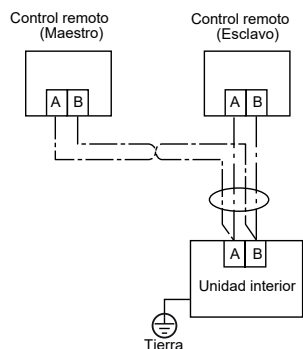 Control remoto
(Maestro)
Control remoto
(Esclavo)
A B
A B
A B
Unidad interior
Tierra